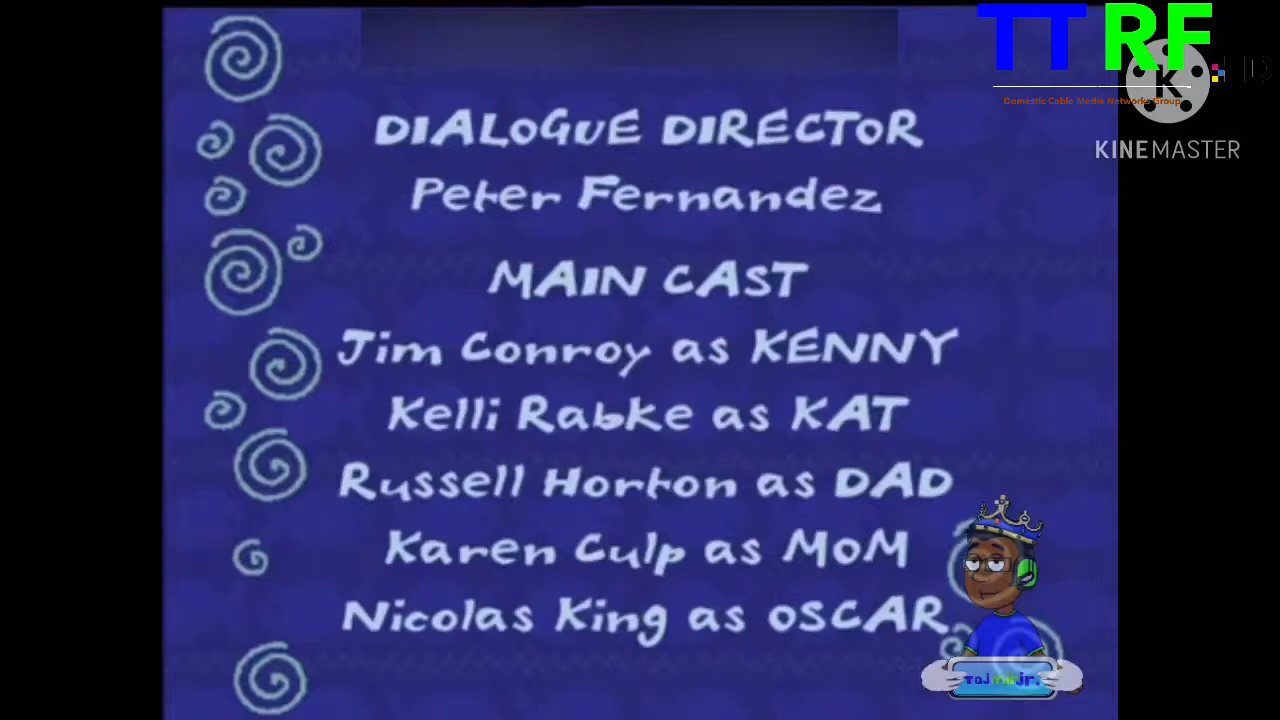 TTRF
HD
Domestic Cable Media Networks Group
K
KINEMASTER
DIALOGUE DIRECTOR
Peter Fernandez
MAIN CAST
Jim Conroy as KENNY
Kelli Rabke as KAT
Russell Horton as DAD
Karen Culp as MOM
Nicolas King as OSCAR